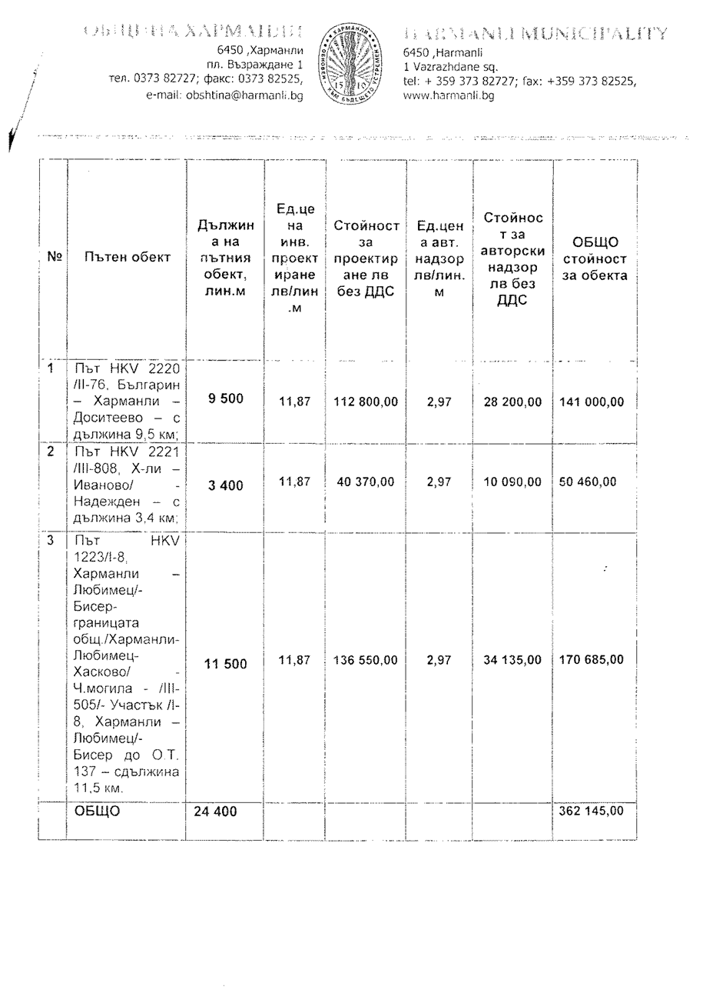 ОБЩИНА ХАРМАНЛИ
6450 ,Харманли
пл. Възраждане 1
тел. 0373 82727; факс: 0373 82525,
e-mail: obshtina@harmanli.bg
ХАРМАНЛИ
15 10
КЪМ БЪДЕЩЕТО УСТРЕМЕН
HARMANLI MUNICIPALITY
6450 ,Harmanli
1 Vazrazhdane sq.
tel: + 359 373 82727; fax: +359 373 82525,
www.harmanli.bg
№
Пътен обект
Дължин
а на
пътния
обект,
лин.м
Ед.це
на
инв.
проект
иране
лв/лин
.м
Стойност
за
проектир
ане лв
без ДДС
Ед.цен
а авт.
надзор
лв/лин.
м
Стойнос
т за
авторски
надзор
лв без
ДДС
ОБЩО
стойност
за обекта
1
Път HKV 2220
/II-76, Българин
– Харманли –
Доситеево – с
дължина 9,5 км;
9 500
11,87
112 800,00
2,97
28 200,00
141 000,00
2
Път HKV 2221
/III-808, Х-ли –
Иваново/ -
Надежден – с
дължина 3,4 км;
3 400
11,87
40 370,00
2,97
10 090,00
50 460,00
3
Път HKV
1223/I-8,
Харманли –
Любимец/-
Бисер-
границата
общ./Харманли-
Любимец-
Хасково/ -
Ч.могила - /III-
505/- Участък /I-
8, Харманли –
Любимец/-
Бисер до О.Т.
137 – сдължина
11,5 км.
11 500
11,87
136 550,00
2,97
34 135,00
170 685,00
ОБЩО
24 400
362 145,00